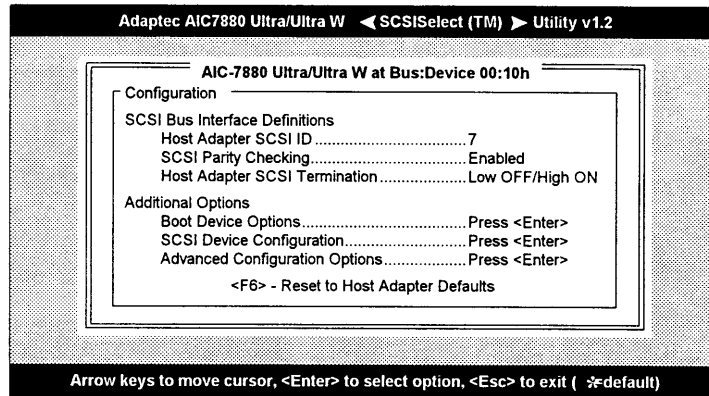 Adaptec AIC7880 Ultra/Ultra W ◄ SCSISelect (TM) ► Utility v1.2
AIC-7880 Ultra/Ultra W at Bus:Device 00:10h
Configuration
SCSI Bus Interface Definitions
Host Adapter SCSI ID..................................7
SCSI Parity Checking............................Enabled
Host Adapter SCSI Termination...................Low OFF/High ON
Additional Options
Boot Device Options.............................Press <Enter>
SCSI Device Configuration.......................Press <Enter>
Advanced Configuration Options.................Press <Enter>
<F6> - Reset to Host Adapter Defaults
Arrow keys to move cursor, <Enter> to select option, <Esc> to exit ( *=default)